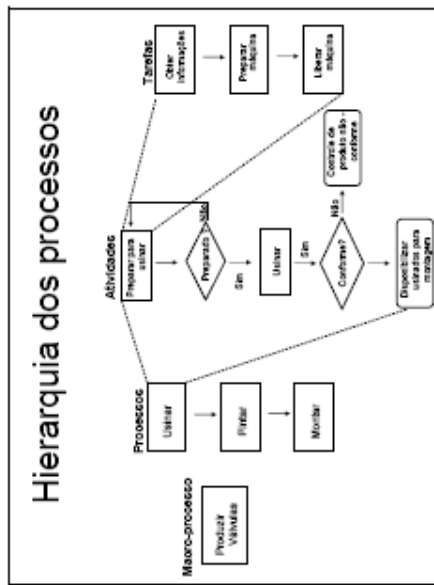 Hierarquia dos processos
Macro-processo
Produzir
Válvulas
Processos
Usinar
Pintar
Montar
Atividades
Preparar para
usinar
Preparado
Não
Sim
Usinar
Sim
Conforme?
Não
Controle de
produto não -
conforme
Disponibilizar
usinados para
montagem
Tarefas
Obter
Informações
Preparar
máquina
Liberar
máquina